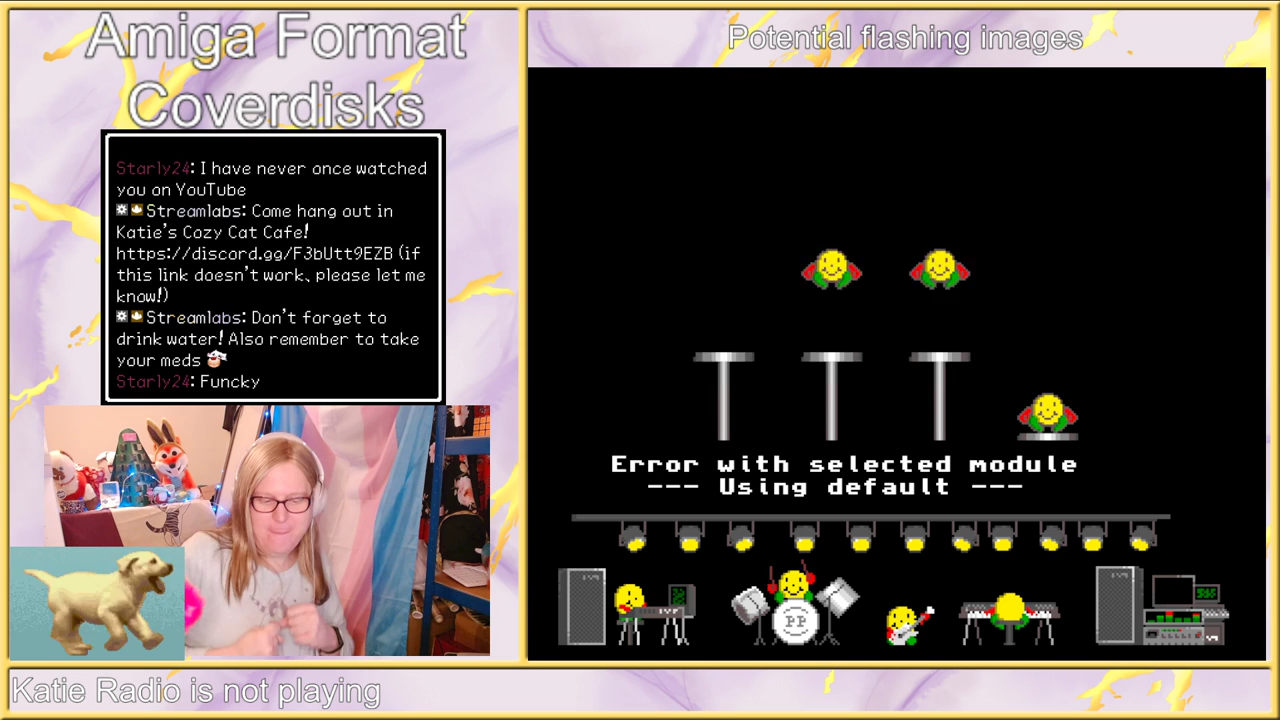 Amiga Format
Coverdisks
Potential flashing images
Starly24: I have never once watched
you on YouTube
Streamlabs: Come hang out in
Katie's Cozy Cat Cafe!
https://discord.gg/F3bUtt9EZB (if
this link doesn't work, please let me
know!)
Streamlabs: Don't forget to
drink water! Also remember to take
your meds
Starly24: Funcky
Error with selected module
--- Using default ---
PP
Katie Radio is not playing